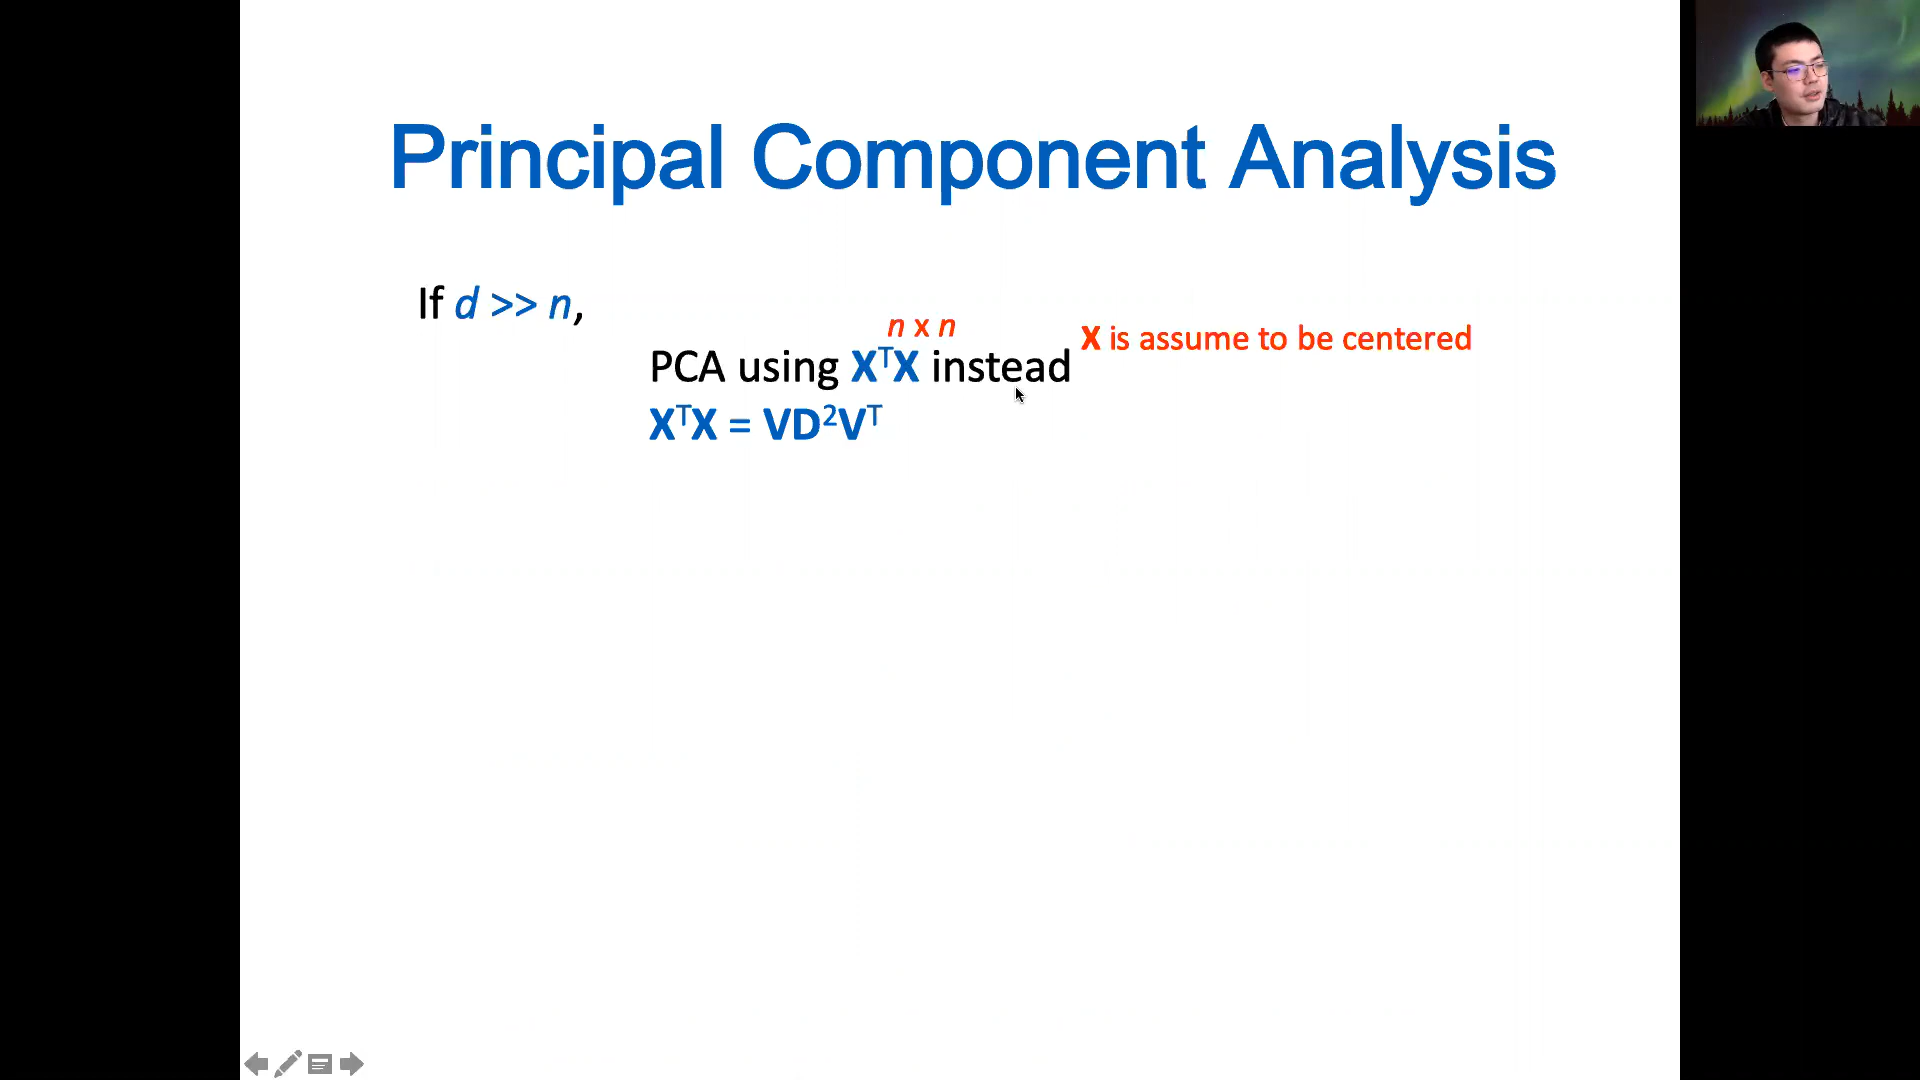 Principal Component Analysis
If d >> n,
n x n
X is assume to be centered
PCA using XᵀX instead
XᵀX = VD²Vᵀ